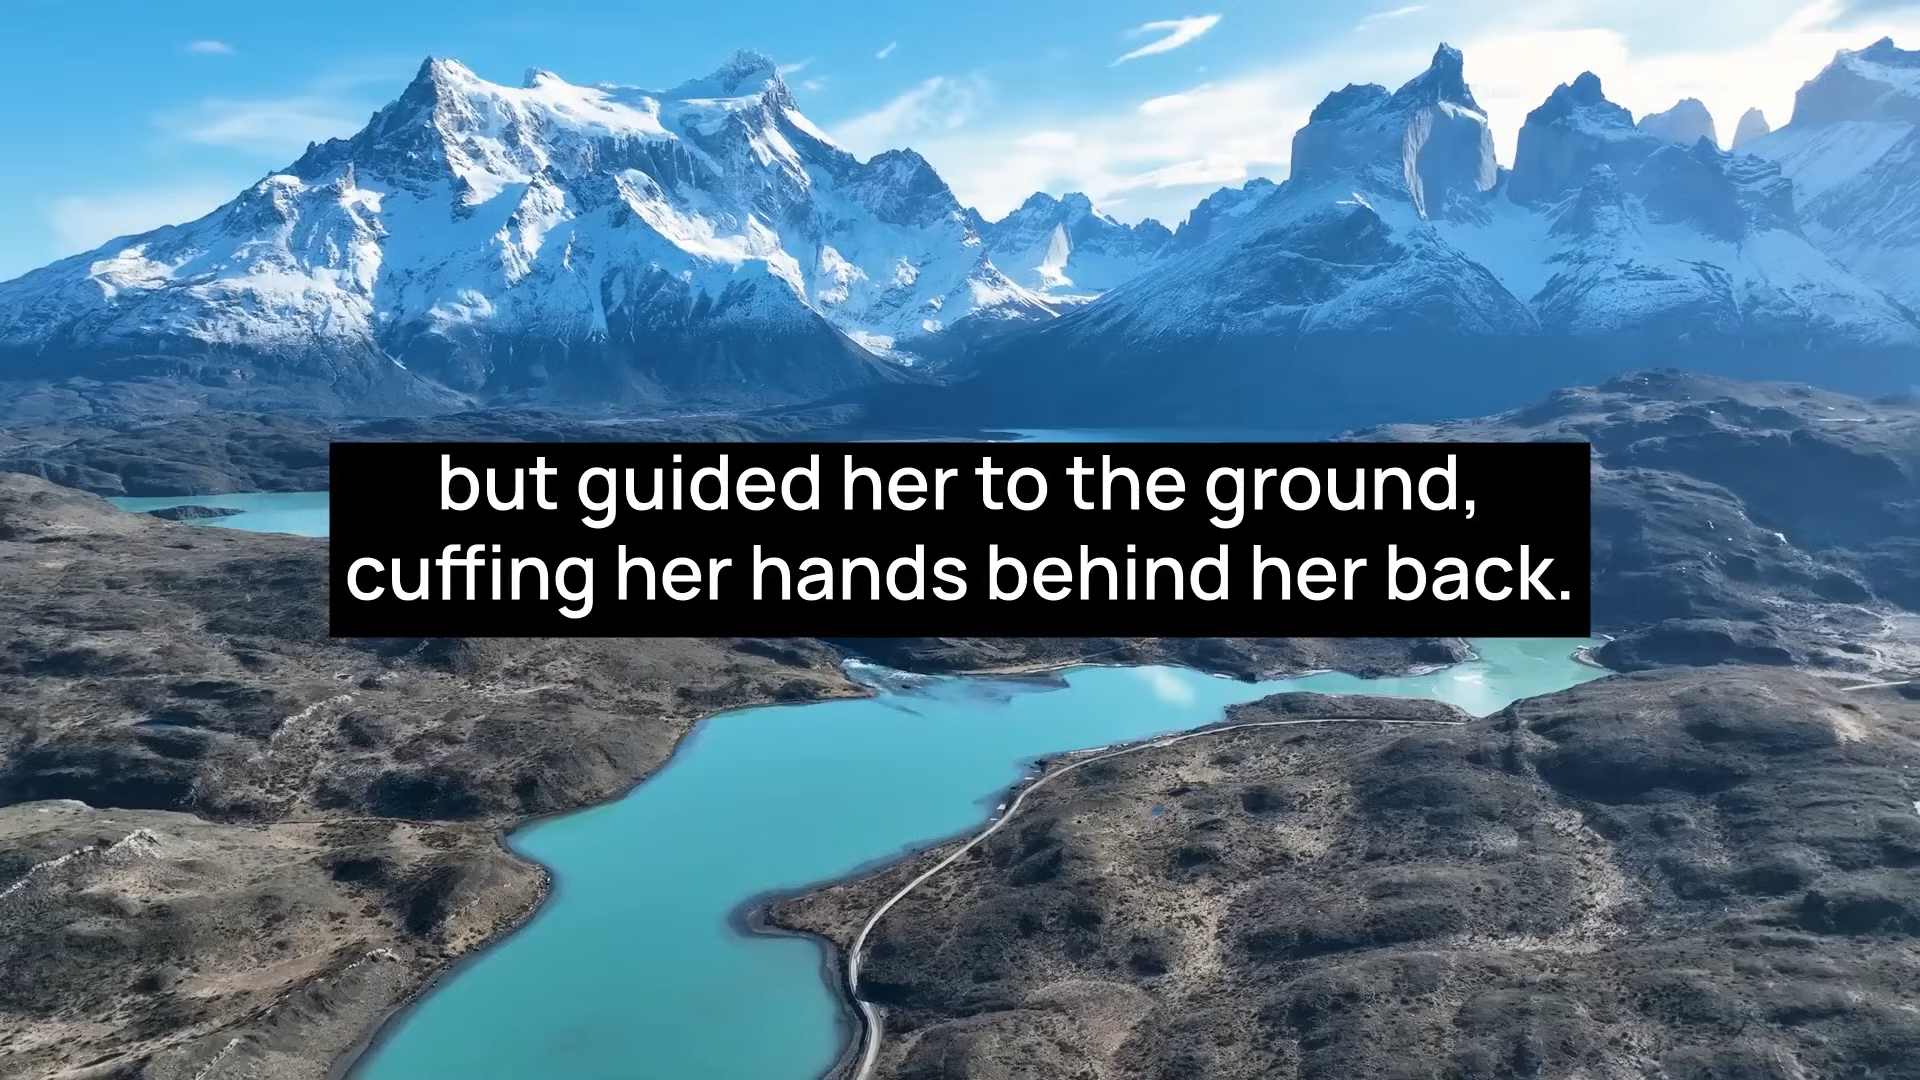 but guided her to the ground,
cuffing her hands behind her back.